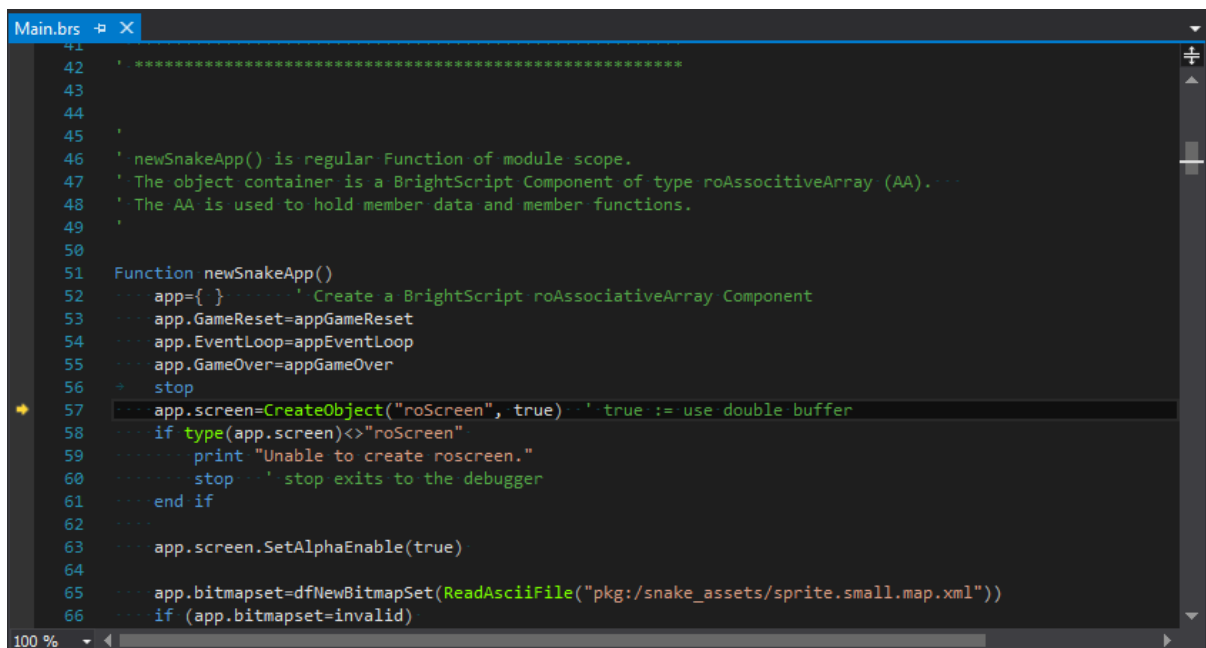 Main.brs
41
42 ' *******************************************************
43
44
45 '
46 ' newSnakeApp() is regular Function of module scope.
47 ' The object container is a BrightScript Component of type roAssocitiveArray (AA).
48 ' The AA is used to hold member data and member functions.
49 '
50
51 Function newSnakeApp()
52     app={ }       ' Create a BrightScript roAssociativeArray Component
53     app.GameReset=appGameReset
54     app.EventLoop=appEventLoop
55     app.GameOver=appGameOver
56     stop
57     app.screen=CreateObject("roScreen", true)  ' true := use double buffer
58     if type(app.screen)<>"roScreen"
59         print "Unable to create roscreen."
60         stop   ' stop exits to the debugger
61     end if
62
63     app.screen.SetAlphaEnable(true)
64
65     app.bitmapset=dfNewBitmapSet(ReadAsciiFile("pkg:/snake_assets/sprite.small.map.xml"))
66     if (app.bitmapset=invalid)
100 %